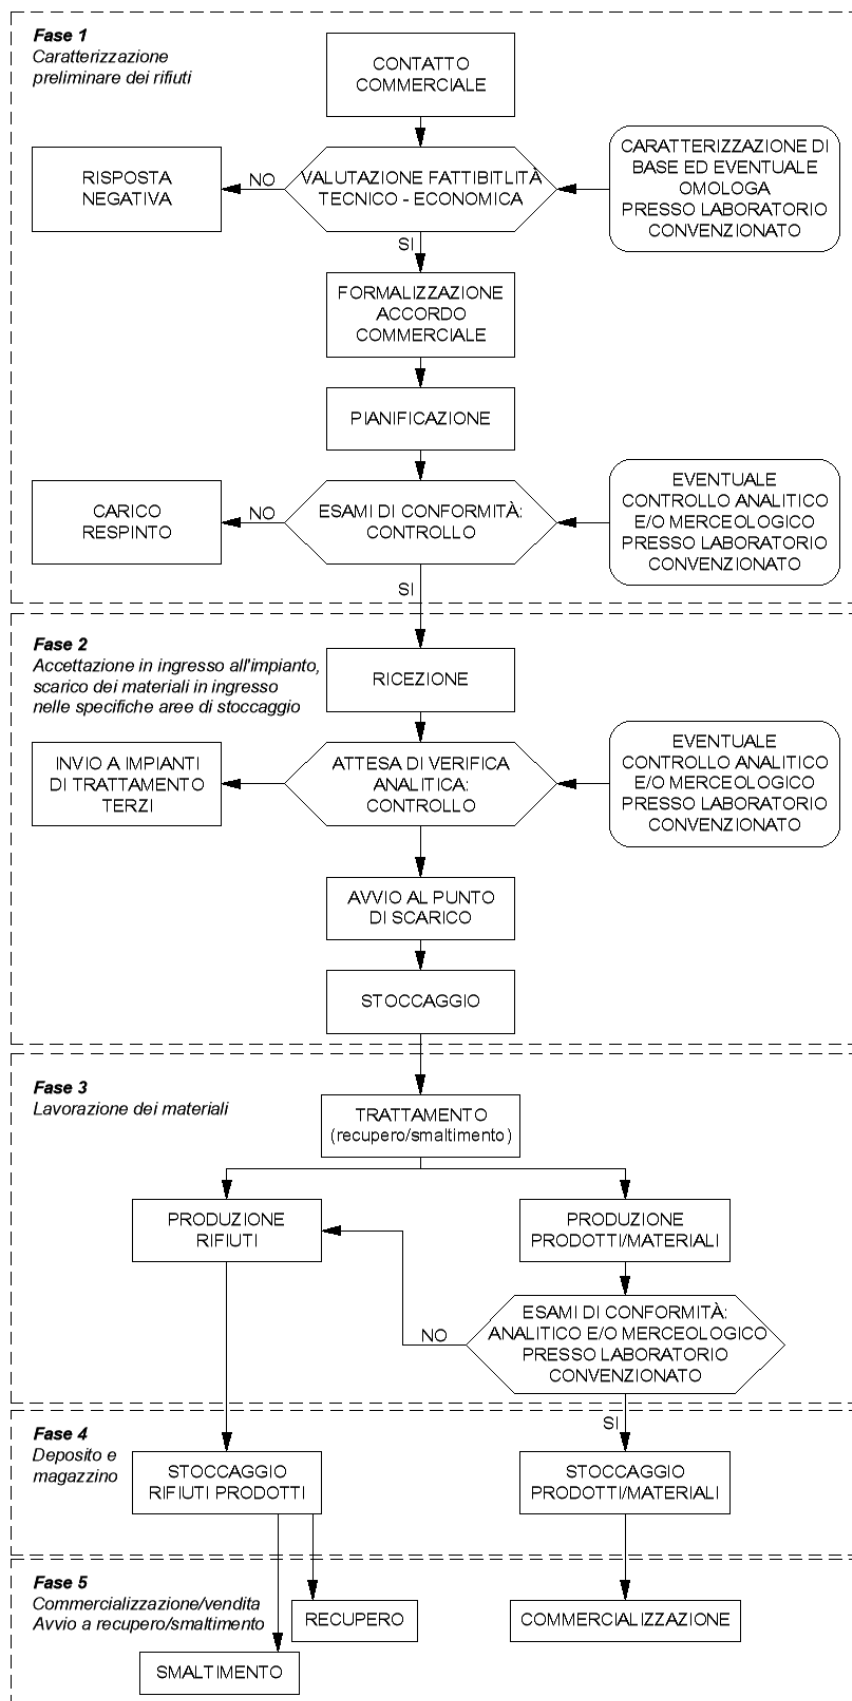 Fase 1
Caratterizzazione
preliminare dei rifiuti
CONTATTO
COMMERCIALE
RISPOSTA
NEGATIVA
NO
VALUTAZIONE FATTIBITLITÀ
TECNICO - ECONOMICA
CARATTERIZZAZIONE DI
BASE ED EVENTUALE
OMOLOGA
PRESSO LABORATORIO
CONVENZIONATO
SI
FORMALIZZAZIONE
ACCORDO
COMMERCIALE
PIANIFICAZIONE
CARICO
RESPINTO
NO
ESAMI DI CONFORMITÀ:
CONTROLLO
EVENTUALE
CONTROLLO ANALITICO
E/O MERCEOLOGICO
PRESSO LABORATORIO
CONVENZIONATO
SI
Fase 2
Accettazione in ingresso all'impianto,
scarico dei materiali in ingresso
nelle specifiche aree di stoccaggio
RICEZIONE
INVIO A IMPIANTI
DI TRATTAMENTO
TERZI
ATTESA DI VERIFICA
ANALITICA:
CONTROLLO
EVENTUALE
CONTROLLO ANALITICO
E/O MERCEOLOGICO
PRESSO LABORATORIO
CONVENZIONATO
AVVIO AL PUNTO
DI SCARICO
STOCCAGGIO
Fase 3
Lavorazione dei materiali
TRATTAMENTO
(recupero/smaltimento)
PRODUZIONE
RIFIUTI
PRODUZIONE
PRODOTTI/MATERIALI
NO
ESAMI DI CONFORMITÀ:
ANALITICO E/O MERCEOLOGICO
PRESSO LABORATORIO
CONVENZIONATO
SI
Fase 4
Deposito e
magazzino
STOCCAGGIO
RIFIUTI PRODOTTI
STOCCAGGIO
PRODOTTI/MATERIALI
Fase 5
Commercializzazione/vendita
Avvio a recupero/smaltimento
RECUPERO
COMMERCIALIZZAZIONE
SMALTIMENTO